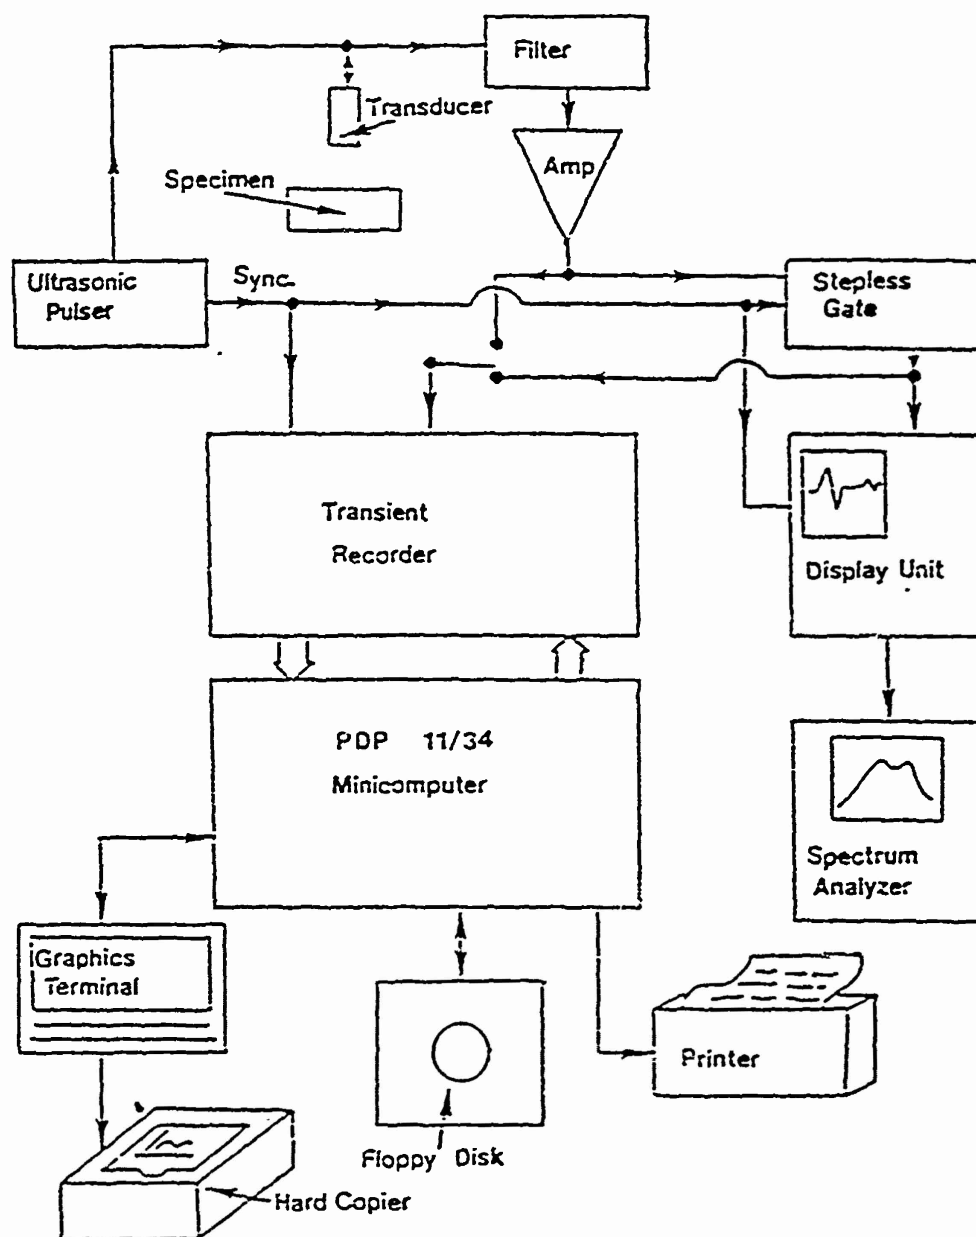 Filter
Transducer
Amp
Specimen
Ultrasonic
Pulser
Sync
Stepless
Gate
Transient
Recorder
Display Unit
PDP 11/34
Minicomputer
Spectrum
Analyzer
Graphics
Terminal
Printer
Floppy Disk
Hard Copier